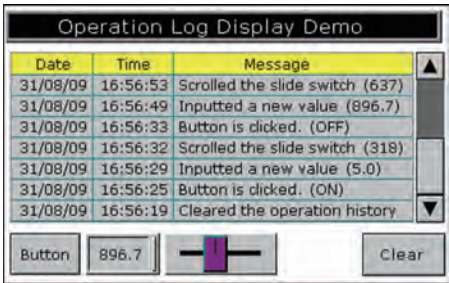 Operation Log Display Demo
Date Time Message
31/08/09 16:56:53 Scrolled the slide switch (637)
31/08/09 16:56:49 Inputted a new value (896.7)
31/08/09 16:56:33 Button is clicked. (OFF)
31/08/09 16:56:32 Scrolled the slide switch (318)
31/08/09 16:56:29 Inputted a new value (5.0)
31/08/09 16:56:25 Button is clicked. (ON)
31/08/09 16:56:19 Cleared the operation history
Button 896.7 Clear